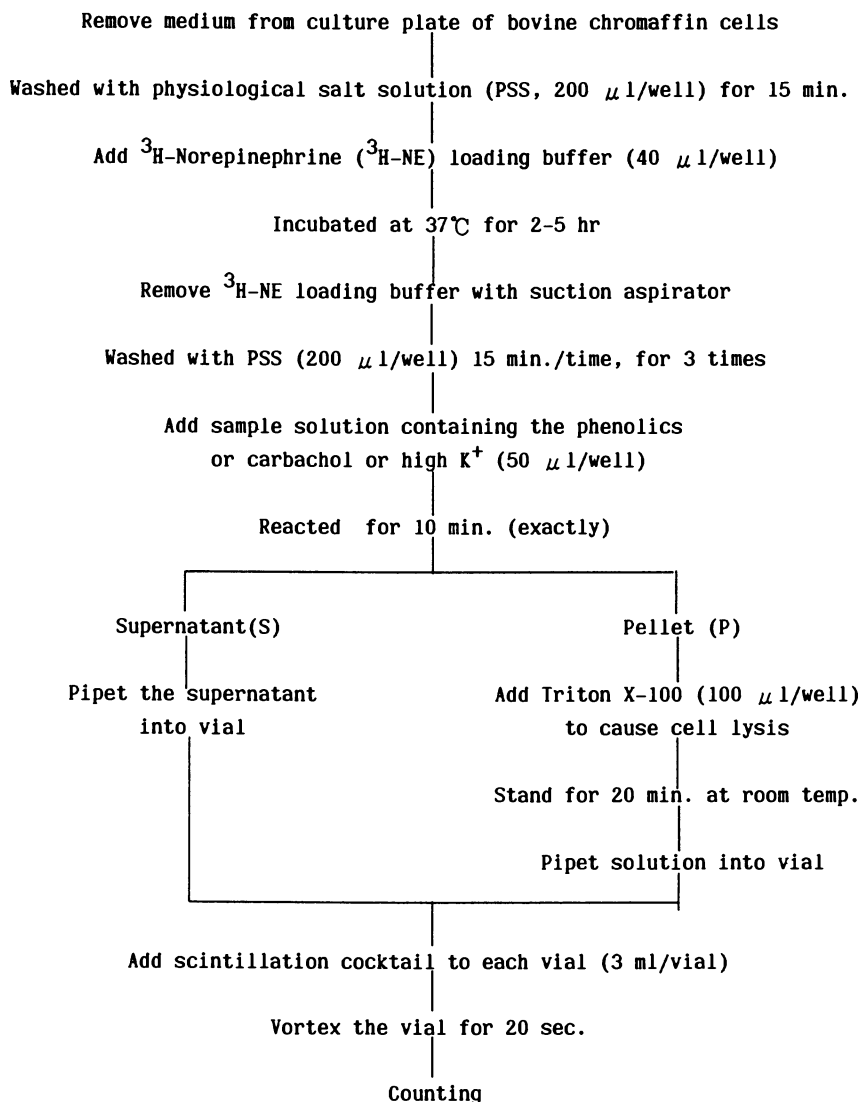 Remove medium from culture plate of bovine chromaffin cells
Washed with physiological salt solution (PSS, 200 μl/well) for 15 min.
Add ³H-Norepinephrine (³H-NE) loading buffer (40 μl/well)
Incubated at 37℃ for 2-5 hr
Remove ³H-NE loading buffer with suction aspirator
Washed with PSS (200 μl/well) 15 min./time, for 3 times
Add sample solution containing the phenolics
or carbachol or high K⁺ (50 μl/well)
Reacted for 10 min. (exactly)
Supernatant(S)
Pipet the supernatant
into vial
Pellet (P)
Add Triton X-100 (100 μl/well)
to cause cell lysis
Stand for 20 min. at room temp.
Pipet solution into vial
Add scintillation cocktail to each vial (3 ml/vial)
Vortex the vial for 20 sec.
Counting